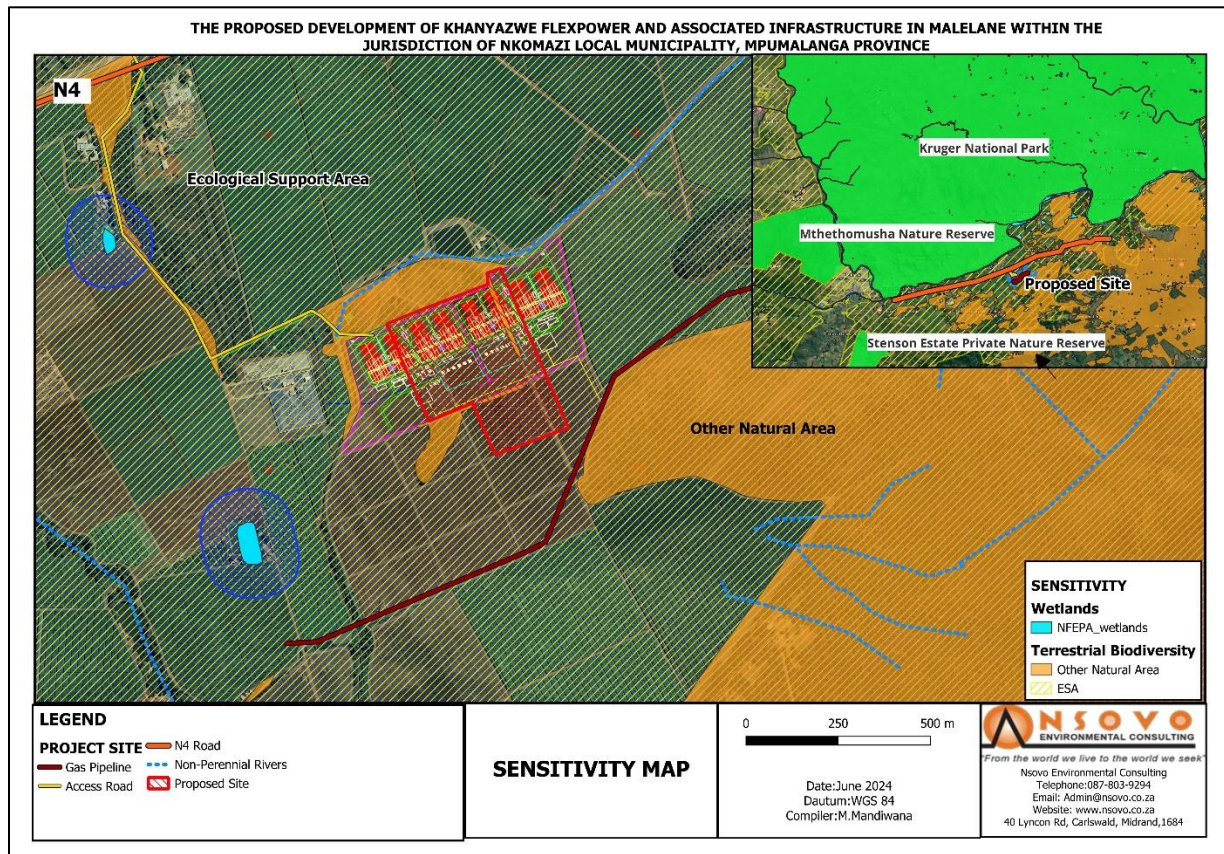 THE PROPOSED DEVELOPMENT OF KHANYAZWE FLEXPOWER AND ASSOCIATED INFRASTRUCTURE IN MALELANE WITHIN THE
JURISDICTION OF NKOMAZI LOCAL MUNICIPALITY, MPUMALANGA PROVINCE
N4
Ecological Support Area
Other Natural Area
Kruger National Park
Mthethomusha Nature Reserve
Proposed Site
Stenson Estate Private Nature Reserve
SENSITIVITY
Wetlands
NFEPA_wetlands
Terrestrial Biodiversity
Other Natural Area
ESA
LEGEND
PROJECT SITE
Gas Pipeline
Access Road
N4 Road
Non-Perennial Rivers
Proposed Site
SENSITIVITY MAP
0 250 500 m
Date:June 2024
Dautum:WGS 84
Compiler:M.Mandiwana
NSOVO
ENVIRONMENTAL CONSULTING
"From the world we live to the world we seek"
Nsovo Environmental Consulting
Telephone:087-803-9294
Email: Admin@nsovo.co.za
Website: www.nsovo.co.za
40 Lyncon Rd, Carlswald, Midrand,1684